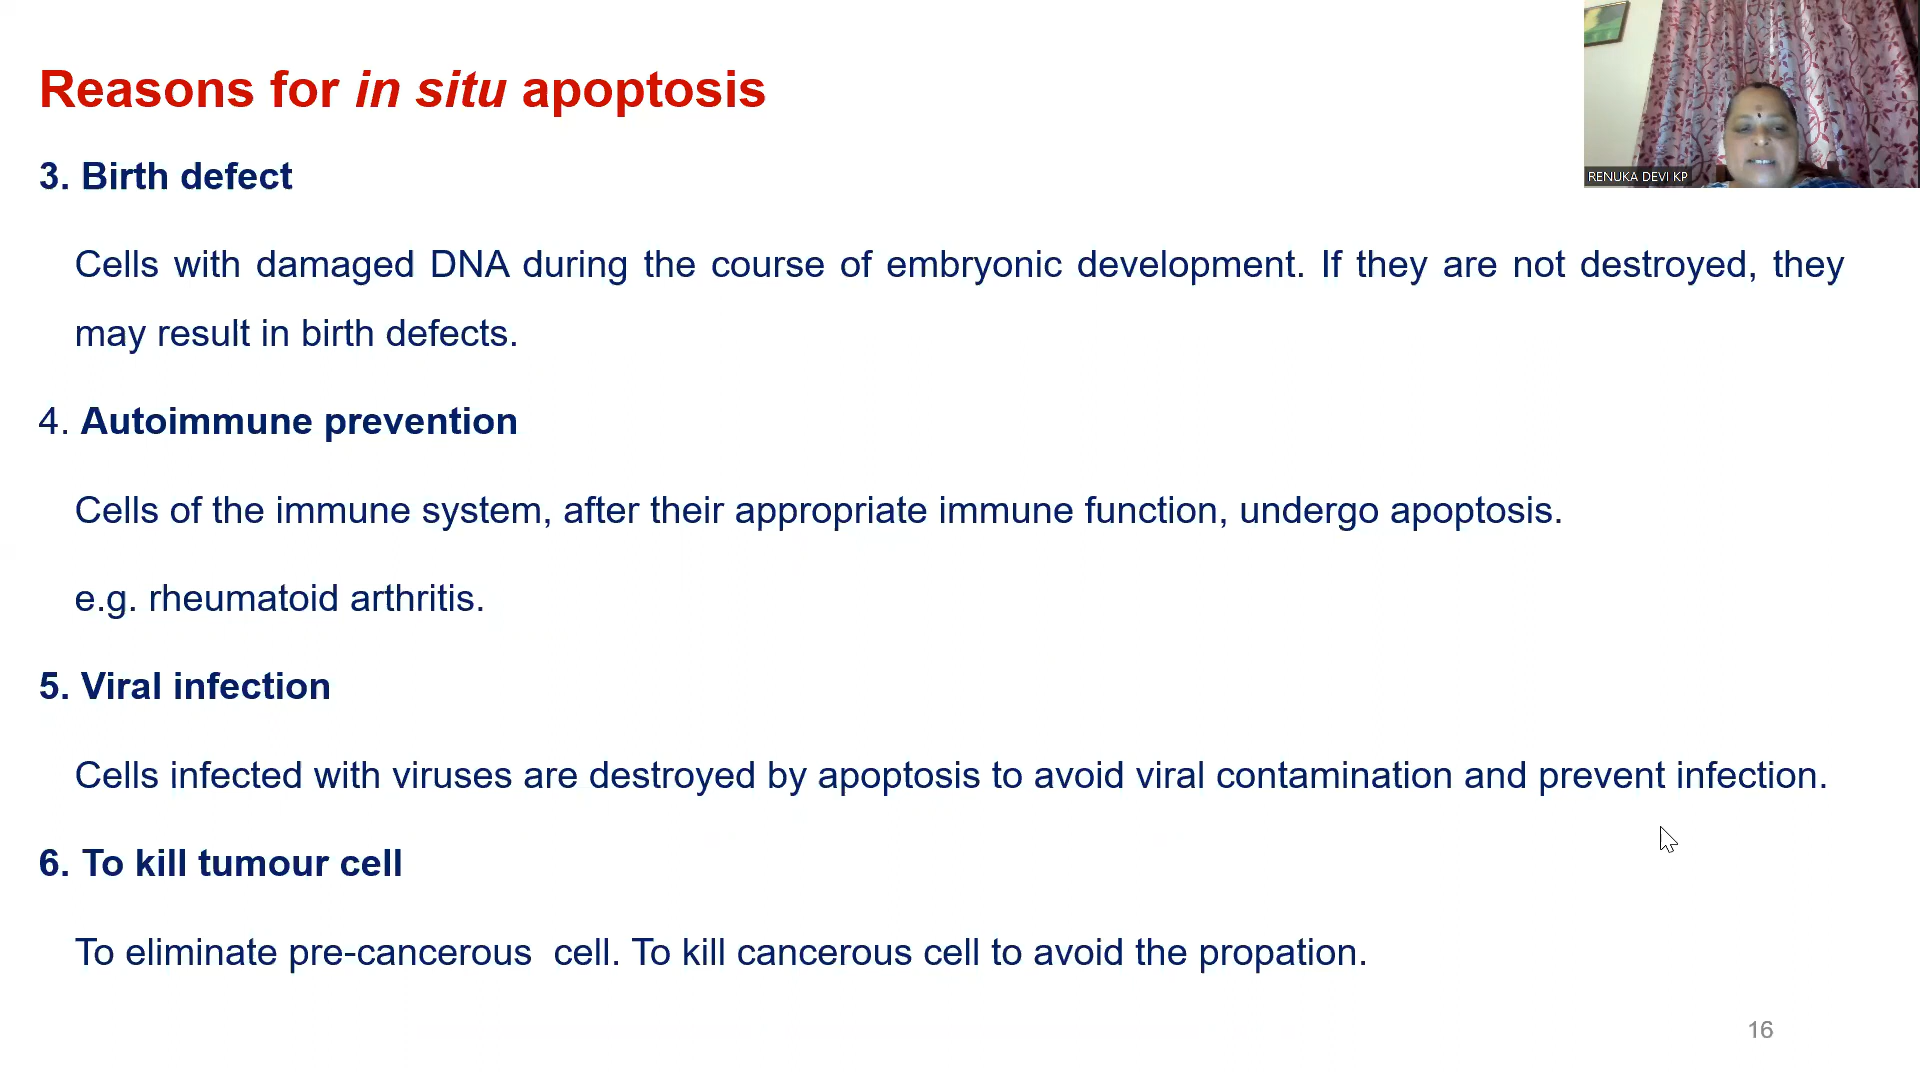 Reasons for in situ apoptosis
RENUKA DEVI KP
3. Birth defect
Cells with damaged DNA during the course of embryonic development. If they are not destroyed, they
may result in birth defects.
4. Autoimmune prevention
Cells of the immune system, after their appropriate immune function, undergo apoptosis.
e.g. rheumatoid arthritis.
5. Viral infection
Cells infected with viruses are destroyed by apoptosis to avoid viral contamination and prevent infection.
6. To kill tumour cell
To eliminate pre-cancerous  cell. To kill cancerous cell to avoid the propation.
16